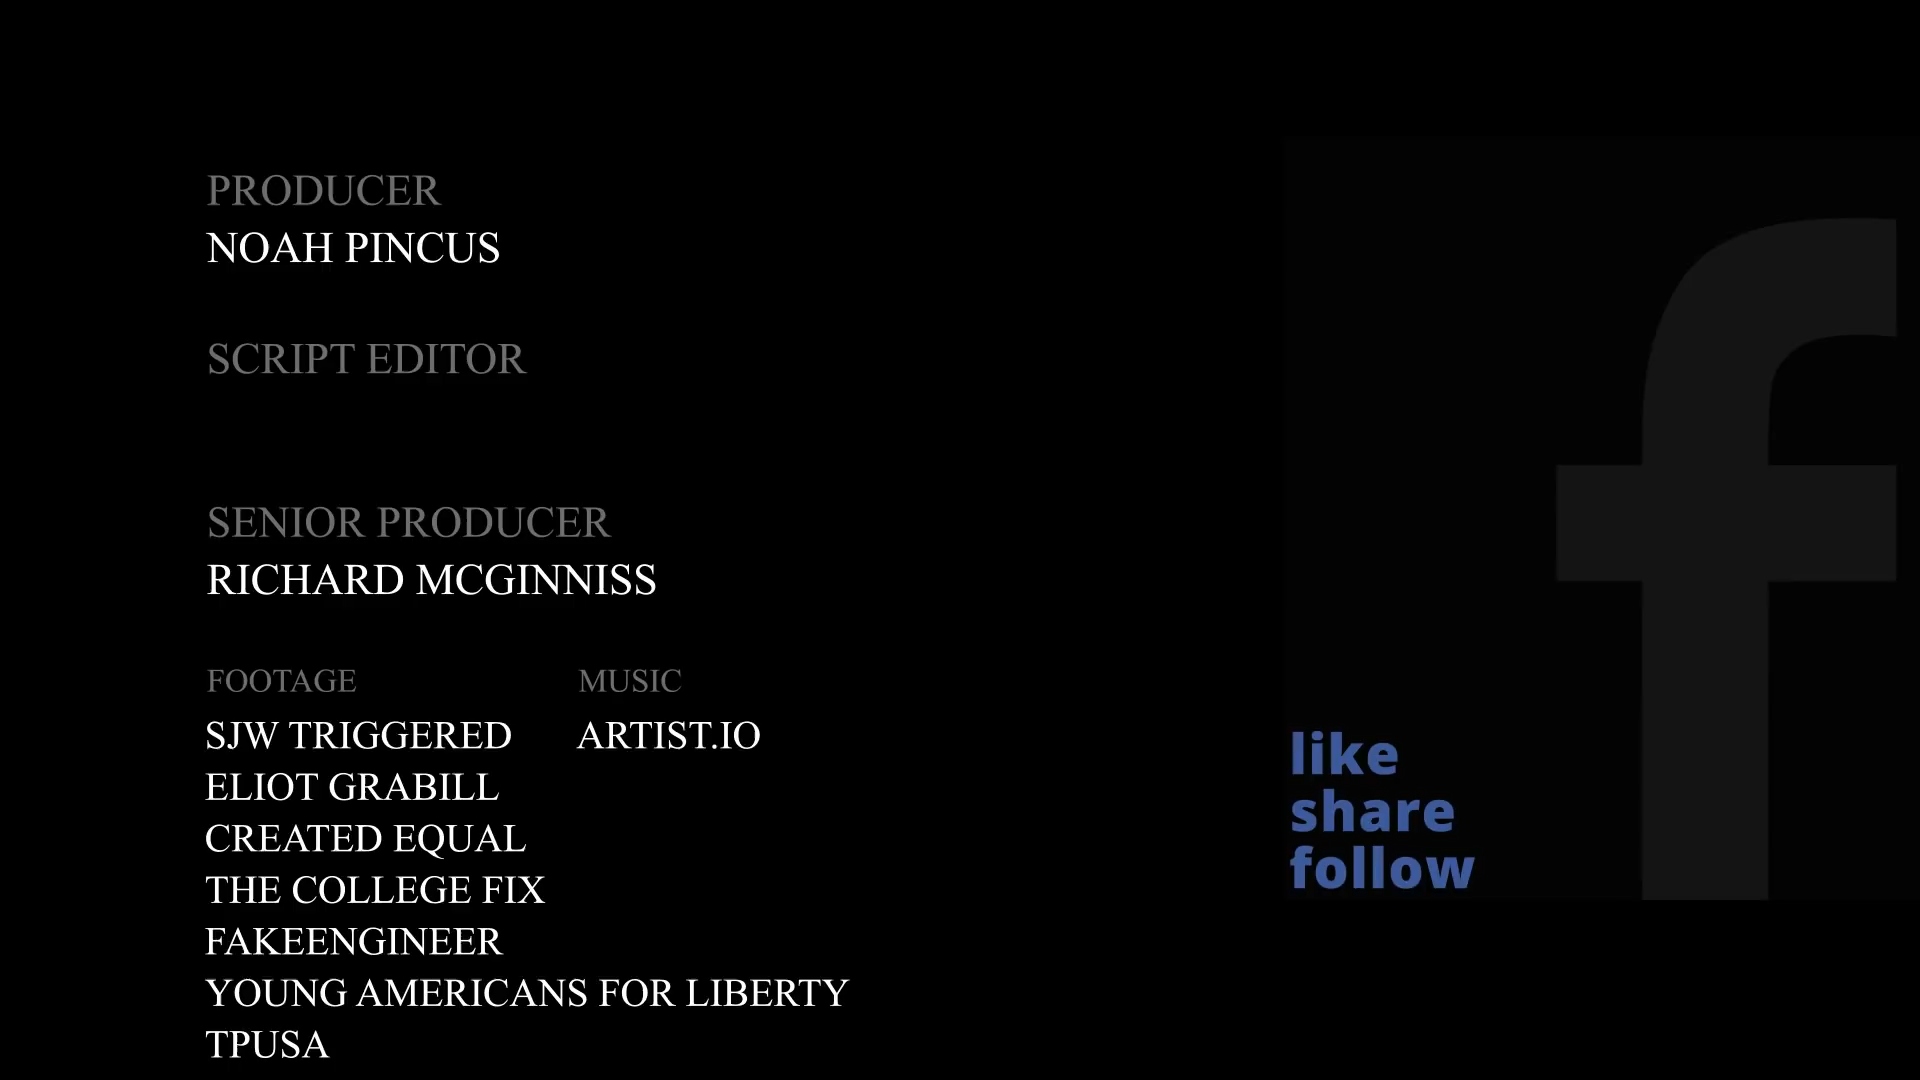 PRODUCER
NOAH PINCUS
SCRIPT EDITOR
SENIOR PRODUCER
RICHARD MCGINNISS
FOOTAGE
SJW TRIGGERED
ELIOT GRABILL
CREATED EQUAL
THE COLLEGE FIX
FAKEENGINEER
YOUNG AMERICANS FOR LIBERTY
TPUSA
MUSIC
ARTIST.IO
f
like
share
follow